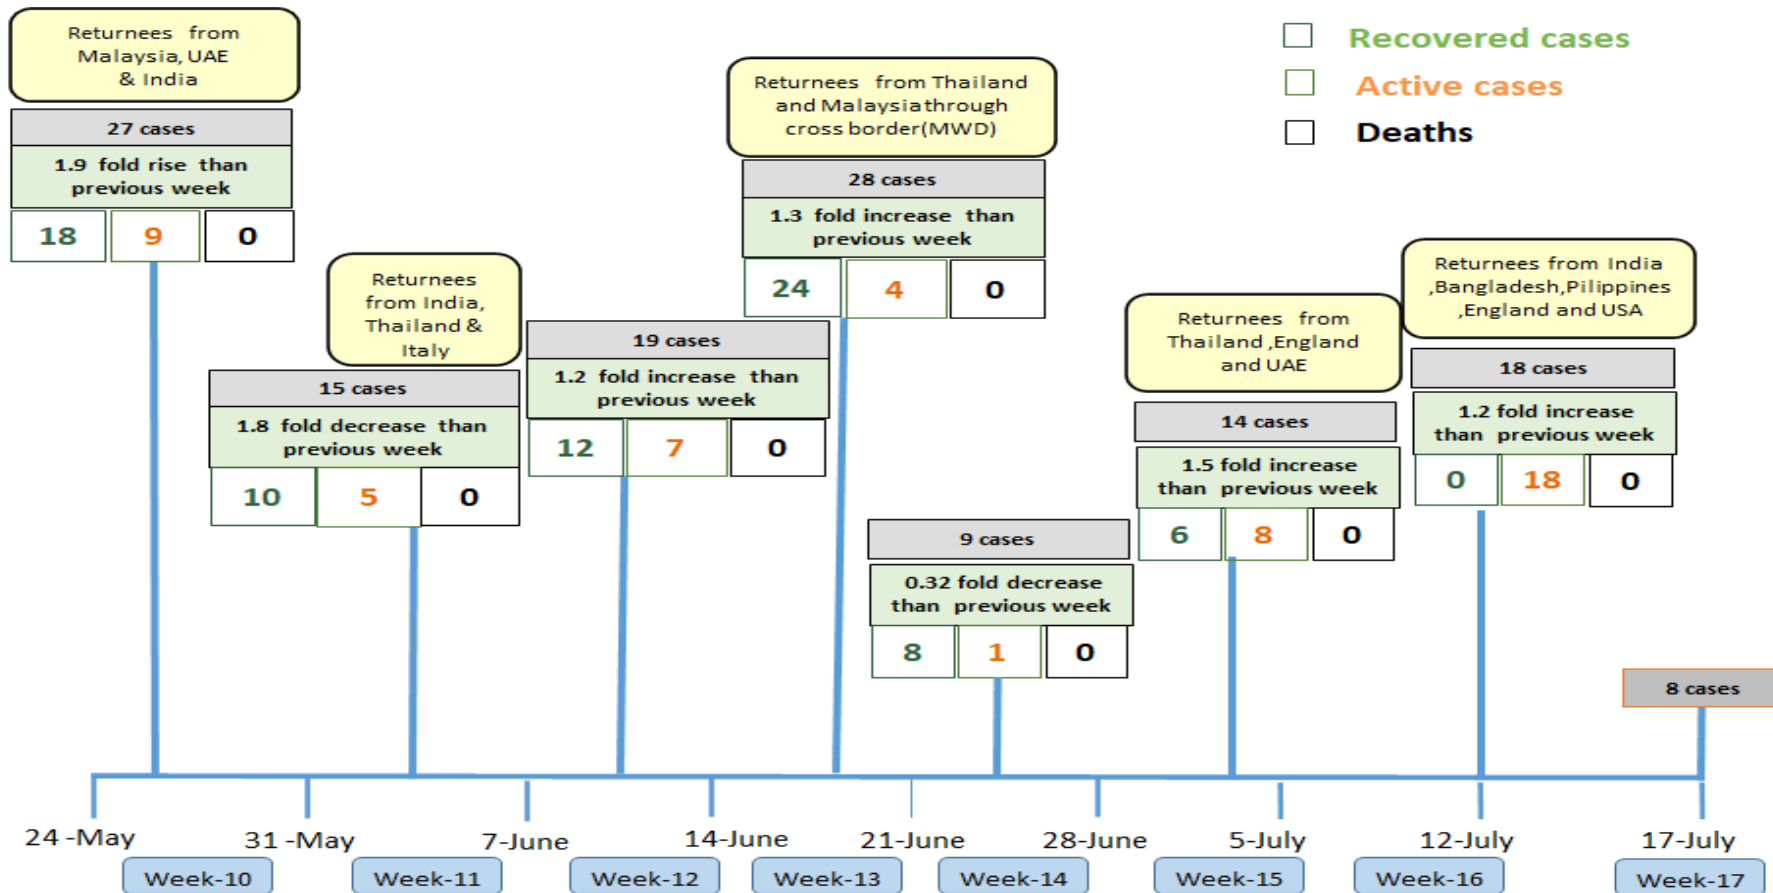 Returnees from
Malaysia, UAE
& India
27 cases
1.9 fold rise than
previous week
18 9 0
Returnees
from India,
Thailand &
Italy
15 cases
1.8 fold decrease than
previous week
10 5 0
19 cases
1.2 fold increase than
previous week
12 7 0
Returnees from Thailand
and Malaysia through
cross border(MWD)
28 cases
1.3 fold increase than
previous week
24 4 0
9 cases
0.32 fold decrease
than previous week
8 1 0
Returnees from
Thailand ,England
and UAE
14 cases
1.5 fold increase
than previous week
6 8 0
Returnees from India
,Bangladesh,Pilippines
,England and USA
18 cases
1.2 fold increase
than previous week
0 18 0
8 cases
Recovered cases
Active cases
Deaths
24 -May 31 -May 7-June 14-June 21-June 28-June 5-July 12-July 17-July
Week-10 Week-11 Week-12 Week-13 Week-14 Week-15 Week-16 Week-17